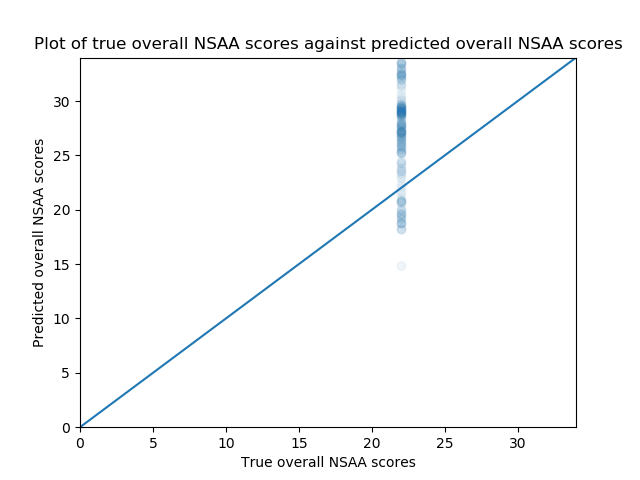 Plot of true overall NSAA scores against predicted overall NSAA scores
30
25
20
15
10
5
0
Predicted overall NSAA scores
0 5 10 15 20 25 30
True overall NSAA scores